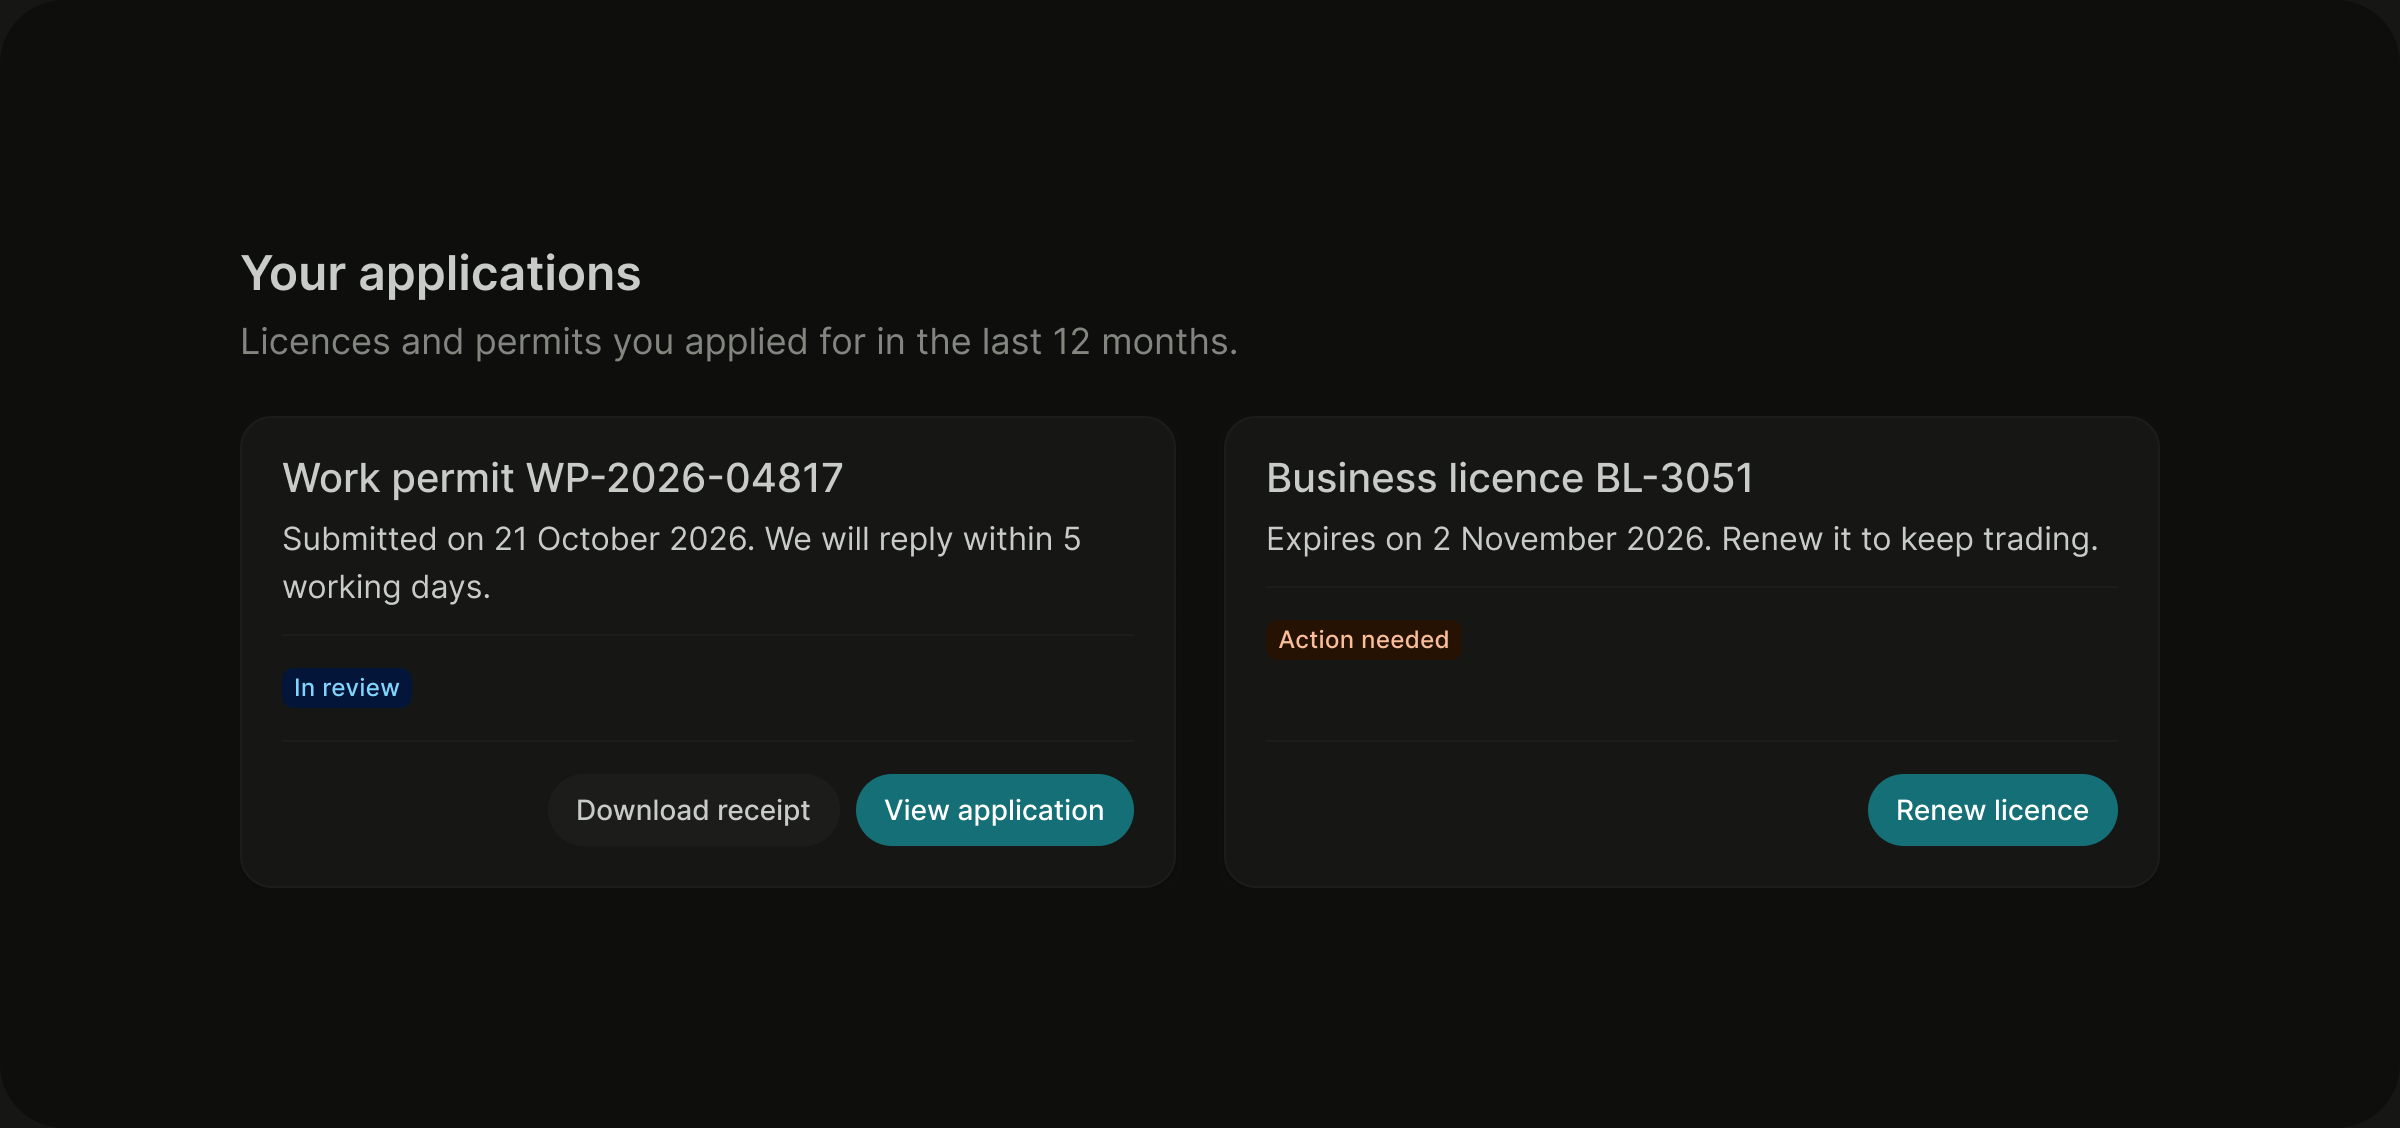 Your applications
Licences and permits you applied for in the last 12 months.
Work permit WP-2026-04817
Submitted on 21 October 2026. We will reply within 5
working days.
In review
Download receipt
View application
Business licence BL-3051
Expires on 2 November 2026. Renew it to keep trading.
Action needed
Renew licence